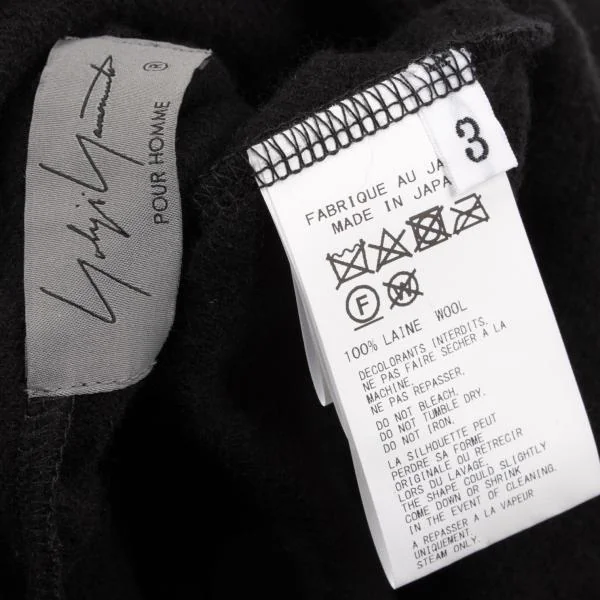 Yohji Yamamoto
POUR HOMME ®
3
FABRIQUE AU JA
MADE IN JAPA
F
W
100% LAINE WOOL
DECOLORANTS INTERDITS.
NE PAS FAIRE SECHER A LA
MACHINE.
NE PAS REPASSER.
DO NOT BLEACH.
DO NOT TUMBLE DRY.
DO NOT IRON.
LA SILHOUETTE PEUT
PERDRE SA FORME
ORIGINALE OU RETRECIR
LORS DU LAVAGE.
THE SHAPE COULD SLIGHTLY
COME DOWN OR SHRINK
IN THE EVENT OF CLEANING.
A REPASSER A LA VAPEUR
UNIQUEMENT.
STEAM ONLY.